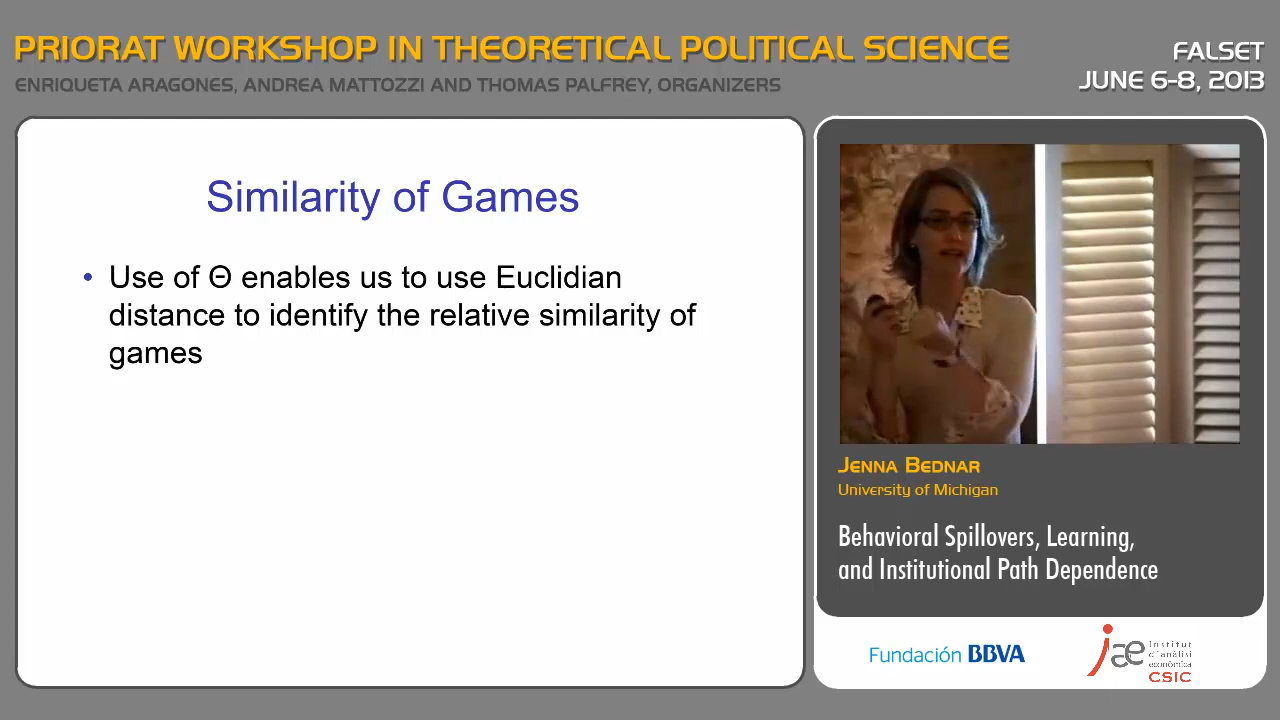 PRIORAT WORKSHOP IN THEORETICAL POLITICAL SCIENCE
ENRIQUETA ARAGONES, ANDREA MATTOZZI AND THOMAS PALFREY, ORGANIZERS
FALSET
JUNE 6-8, 2013
Similarity of Games
• Use of Θ enables us to use Euclidian
distance to identify the relative similarity of
games
JENNA BEDNAR
University of Michigan
Behavioral Spillovers, Learning,
and Institutional Path Dependence
Fundación BBVA
iae
Institut
d'anàlisi
econòmica
CSIC